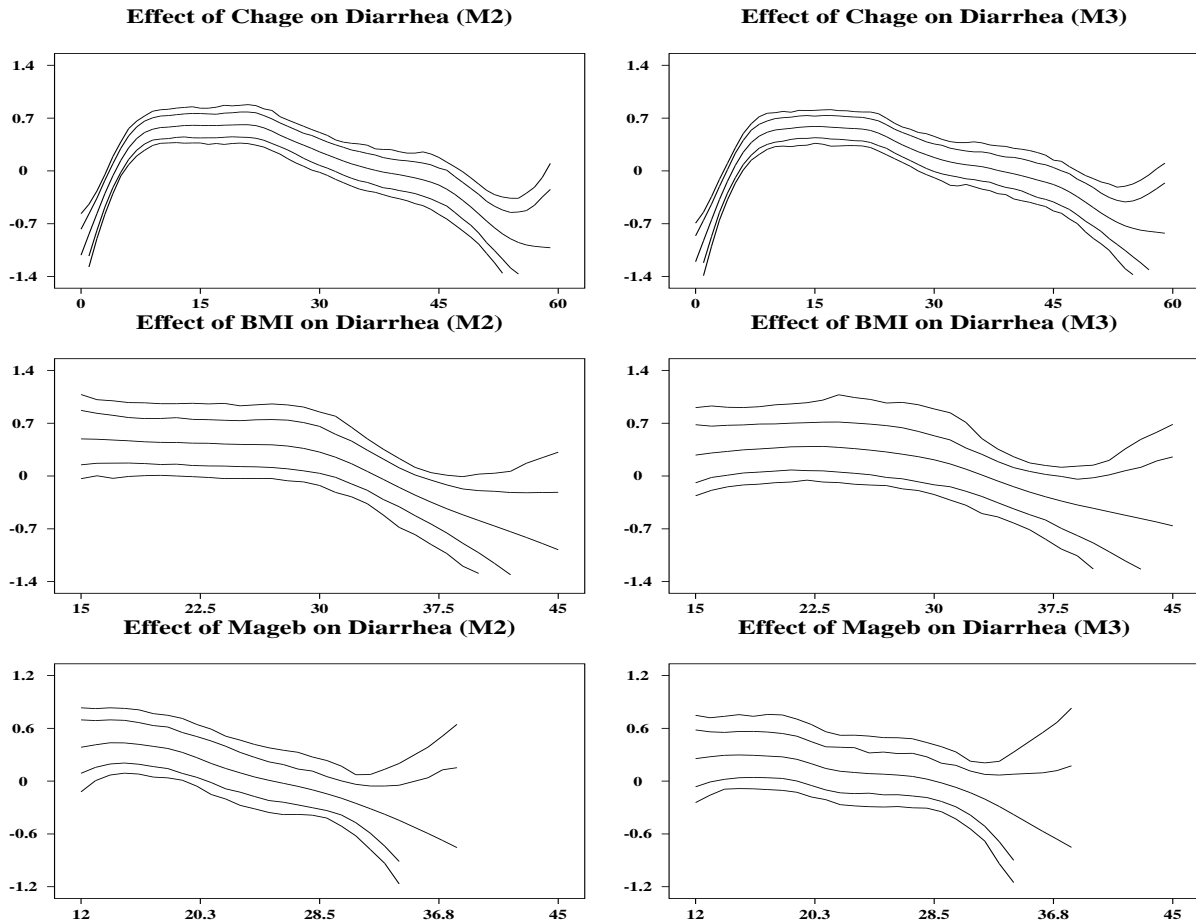 Effect of Chage on Diarrhea (M2)
1.4
0.7
0
-0.7
-1.4
0 15 30 45 60
Effect of Chage on Diarrhea (M3)
1.4
0.7
0
-0.7
-1.4
0 15 30 45 60
Effect of BMI on Diarrhea (M2)
1.4
0.7
0
-0.7
-1.4
15 22.5 30 37.5 45
Effect of BMI on Diarrhea (M3)
1.4
0.7
0
-0.7
-1.4
15 22.5 30 37.5 45
Effect of Mageb on Diarrhea (M2)
1.2
0.6
0
-0.6
-1.2
12 20.3 28.5 36.8 45
Effect of Mageb on Diarrhea (M3)
1.2
0.6
0
-0.6
-1.2
12 20.3 28.5 36.8 45